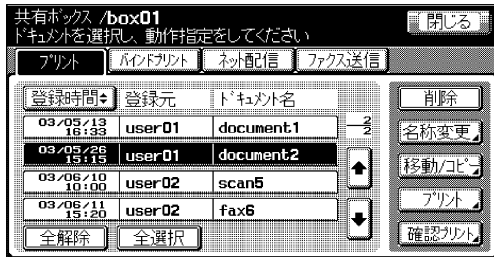 共有ボックス /box01
ドキュメントを選択し、動作指定をしてください
閉じる
プリント バインドプリント ネット配信 ファクス送信
登録時間 登録元 ドキュメント名
03/05/13 16:33 user01 document1
03/05/26 15:15 user01 document2
03/06/10 10:00 user02 scan5
03/06/11 15:20 user02 fax6
2
2
全解除 全選択
削除
名称変更
移動/コピー
プリント
確認プリント